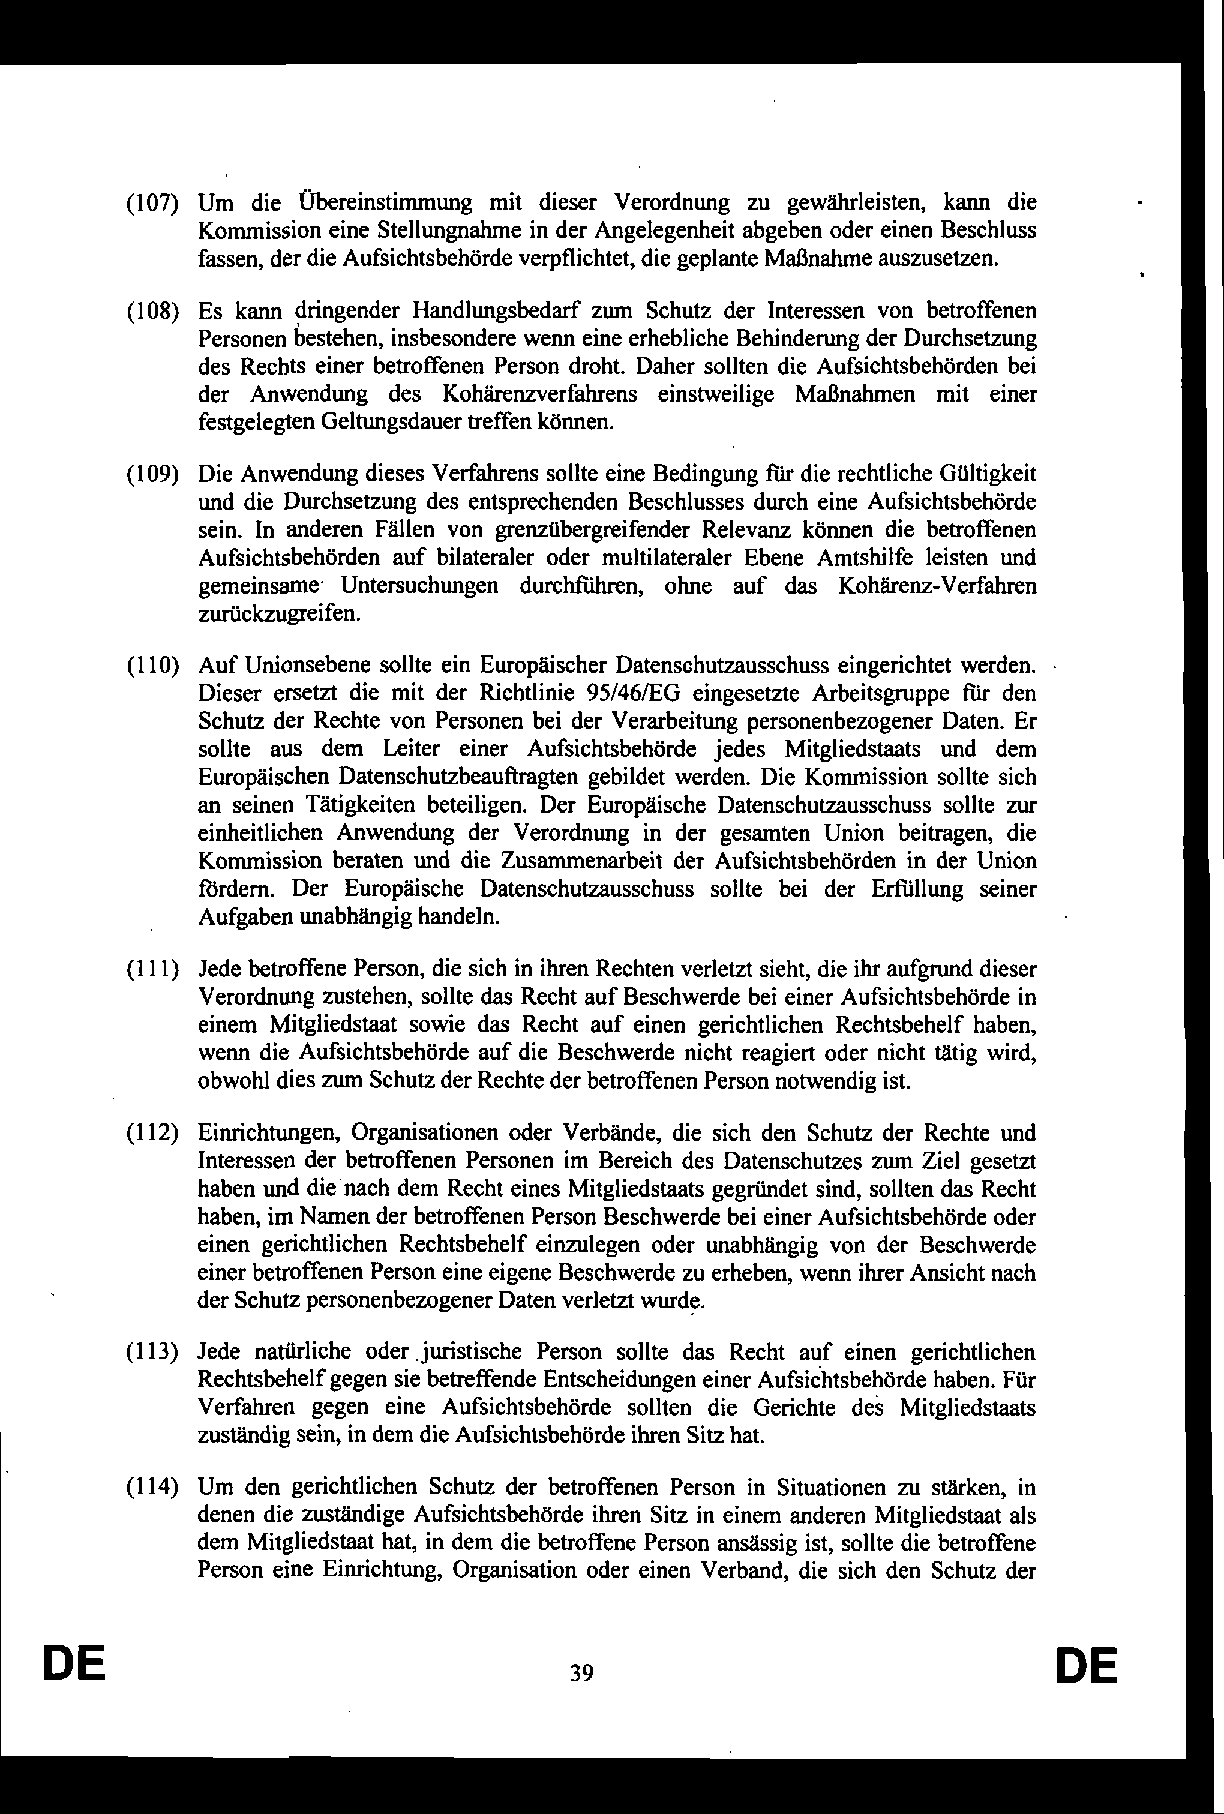 (107) Um die Übereinstimmung mit dieser Verordnung zu gewährleisten, kann die
Kommission eine Stellungnahme in der Angelegenheit abgeben oder einen Beschluss
fassen, der die Aufsichtsbehörde verpflichtet, die geplante Maßnahme auszusetzen.
(108) Es kann dringender Handlungsbedarf zum Schutz der Interessen von betroffenen
Personen bestehen, insbesondere wenn eine erhebliche Behinderung der Durchsetzung
des Rechts einer betroffenen Person droht. Daher sollten die Aufsichtsbehörden bei
der Anwendung des Kohärenzverfahrens einstweilige Maßnahmen mit einer
festgelegten Geltungsdauer treffen können.
(109) Die Anwendung dieses Verfahrens sollte eine Bedingung für die rechtliche Gültigkeit
und die Durchsetzung des entsprechenden Beschlusses durch eine Aufsichtsbehörde
sein. In anderen Fällen von grenzübergreifender Relevanz können die betroffenen
Aufsichtsbehörden auf bilateraler oder multilateraler Ebene Amtshilfe leisten und
gemeinsame Untersuchungen durchführen, ohne auf das Kohärenz-Verfahren
zurückzugreifen.
(110) Auf Unionsebene sollte ein Europäischer Datenschutzausschuss eingerichtet werden.
Dieser ersetzt die mit der Richtlinie 95/46/EG eingesetzte Arbeitsgruppe für den
Schutz der Rechte von Personen bei der Verarbeitung personenbezogener Daten. Er
sollte aus dem Leiter einer Aufsichtsbehörde jedes Mitgliedstaats und dem
Europäischen Datenschutzbeauftragten gebildet werden. Die Kommission sollte sich
an seinen Tätigkeiten beteiligen. Der Europäische Datenschutzausschuss sollte zur
einheitlichen Anwendung der Verordnung in der gesamten Union beitragen, die
Kommission beraten und die Zusammenarbeit der Aufsichtsbehörden in der Union
fördern. Der Europäische Datenschutzausschuss sollte bei der Erfüllung seiner
Aufgaben unabhängig handeln.
(111) Jede betroffene Person, die sich in ihren Rechten verletzt sieht, die ihr aufgrund dieser
Verordnung zustehen, sollte das Recht auf Beschwerde bei einer Aufsichtsbehörde in
einem Mitgliedstaat sowie das Recht auf einen gerichtlichen Rechtsbehelf haben,
wenn die Aufsichtsbehörde auf die Beschwerde nicht reagiert oder nicht tätig wird,
obwohl dies zum Schutz der Rechte der betroffenen Person notwendig ist.
(112) Einrichtungen, Organisationen oder Verbände, die sich den Schutz der Rechte und
Interessen der betroffenen Personen im Bereich des Datenschutzes zum Ziel gesetzt
haben und die nach dem Recht eines Mitgliedstaats gegründet sind, sollten das Recht
haben, im Namen der betroffenen Person Beschwerde bei einer Aufsichtsbehörde oder
einen gerichtlichen Rechtsbehelf einzulegen oder unabhängig von der Beschwerde
einer betroffenen Person eine eigene Beschwerde zu erheben, wenn ihrer Ansicht nach
der Schutz personenbezogener Daten verletzt wurde.
(113) Jede natürliche oder juristische Person sollte das Recht auf einen gerichtlichen
Rechtsbehelf gegen sie betreffende Entscheidungen einer Aufsichtsbehörde haben. Für
Verfahren gegen eine Aufsichtsbehörde sollten die Gerichte des Mitgliedstaats
zuständig sein, in dem die Aufsichtsbehörde ihren Sitz hat.
(114) Um den gerichtlichen Schutz der betroffenen Person in Situationen zu stärken, in
denen die zuständige Aufsichtsbehörde ihren Sitz in einem anderen Mitgliedstaat als
dem Mitgliedstaat hat, in dem die betroffene Person ansässig ist, sollte die betroffene
Person eine Einrichtung, Organisation oder einen Verband, die sich den Schutz der
DE 39 DE